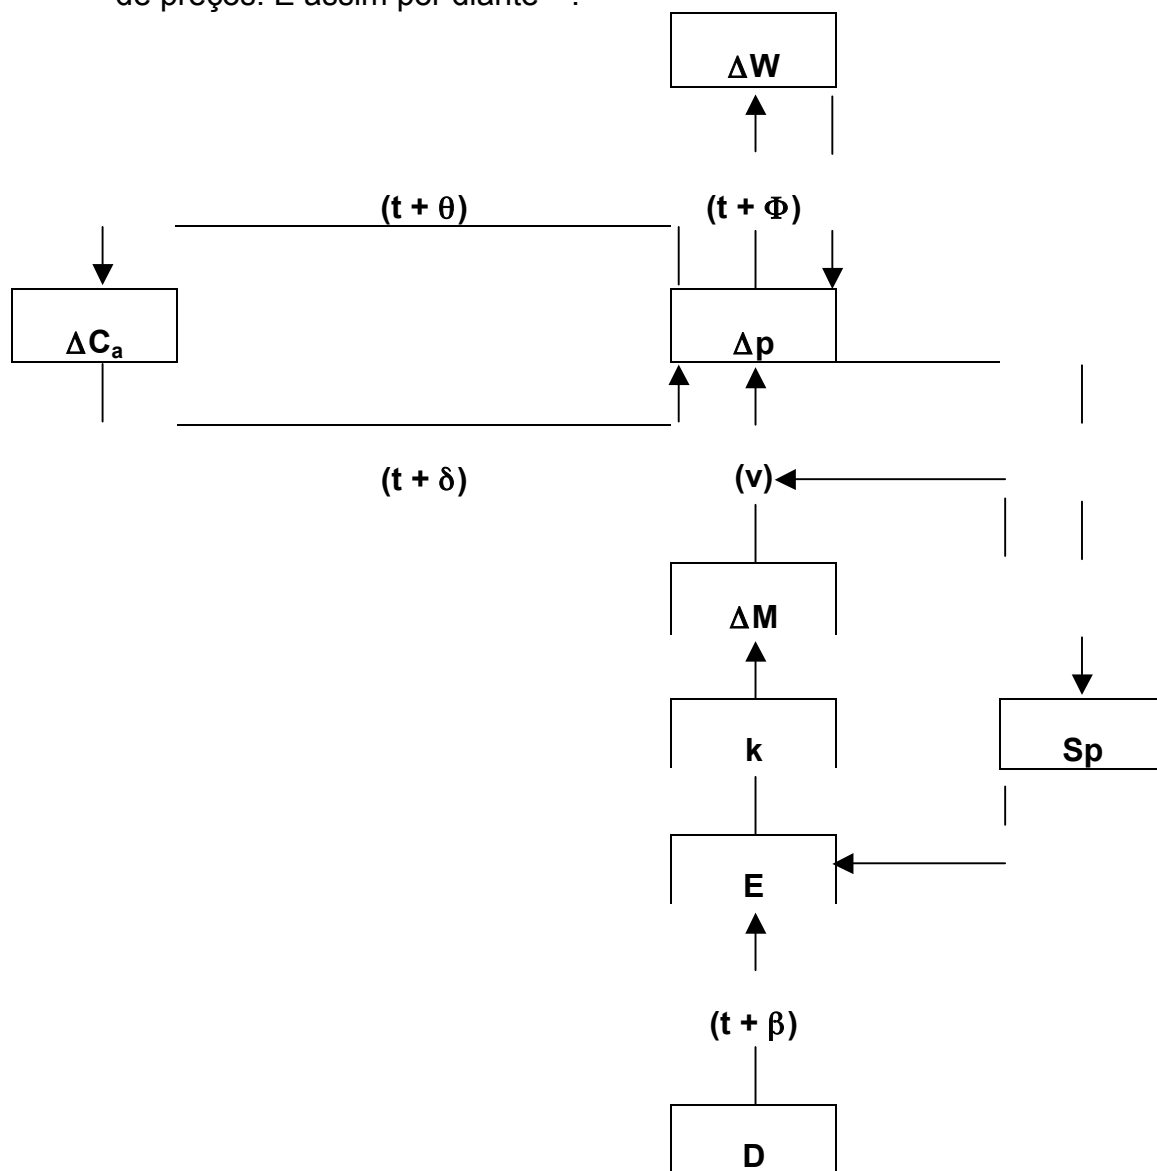 de preços. E assim por diante
ΔW
(t + θ) (t + Φ)
ΔCa Δp
(t + δ) (v)
ΔM
k Sp
E
(t + β)
D